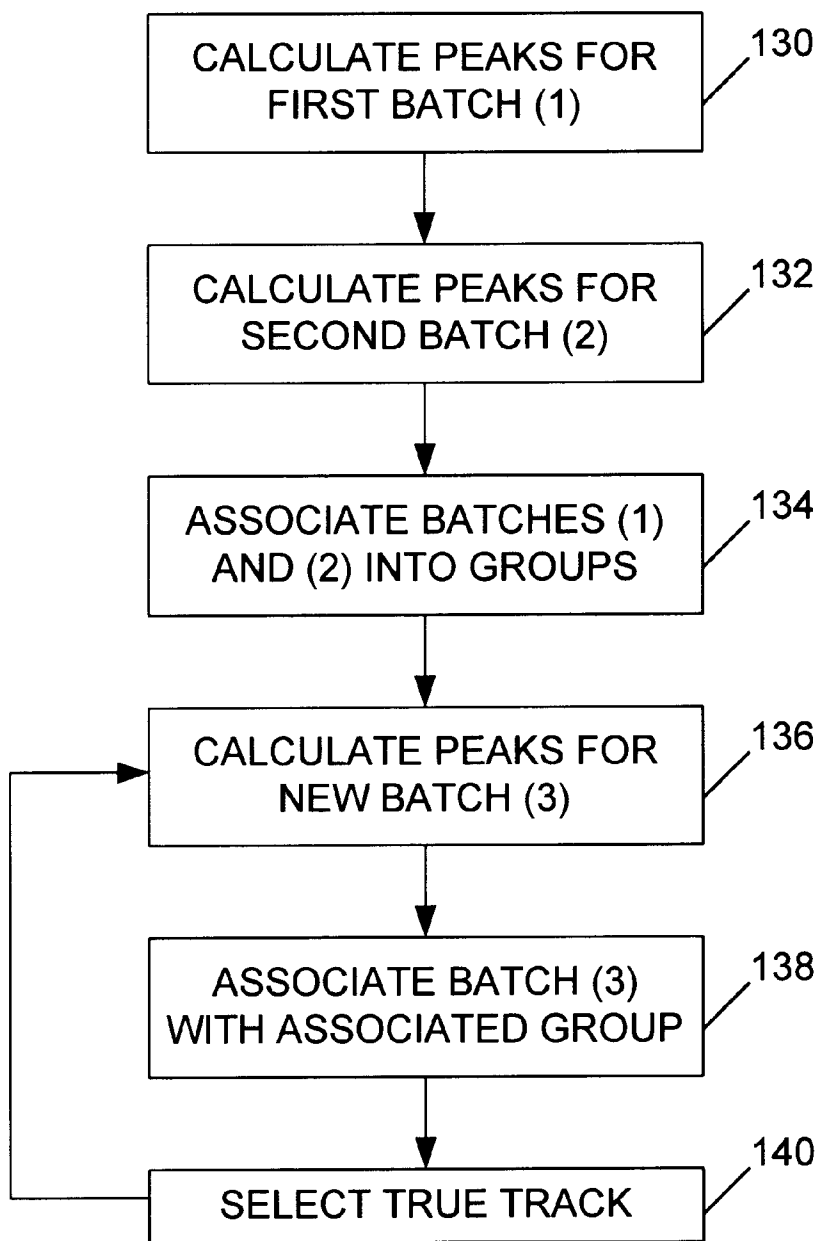 CALCULATE PEAKS FOR
FIRST BATCH (1)
130
CALCULATE PEAKS FOR
SECOND BATCH (2)
132
ASSOCIATE BATCHES (1)
AND (2) INTO GROUPS
134
CALCULATE PEAKS FOR
NEW BATCH (3)
136
ASSOCIATE BATCH (3)
WITH ASSOCIATED GROUP
138
SELECT TRUE TRACK
140